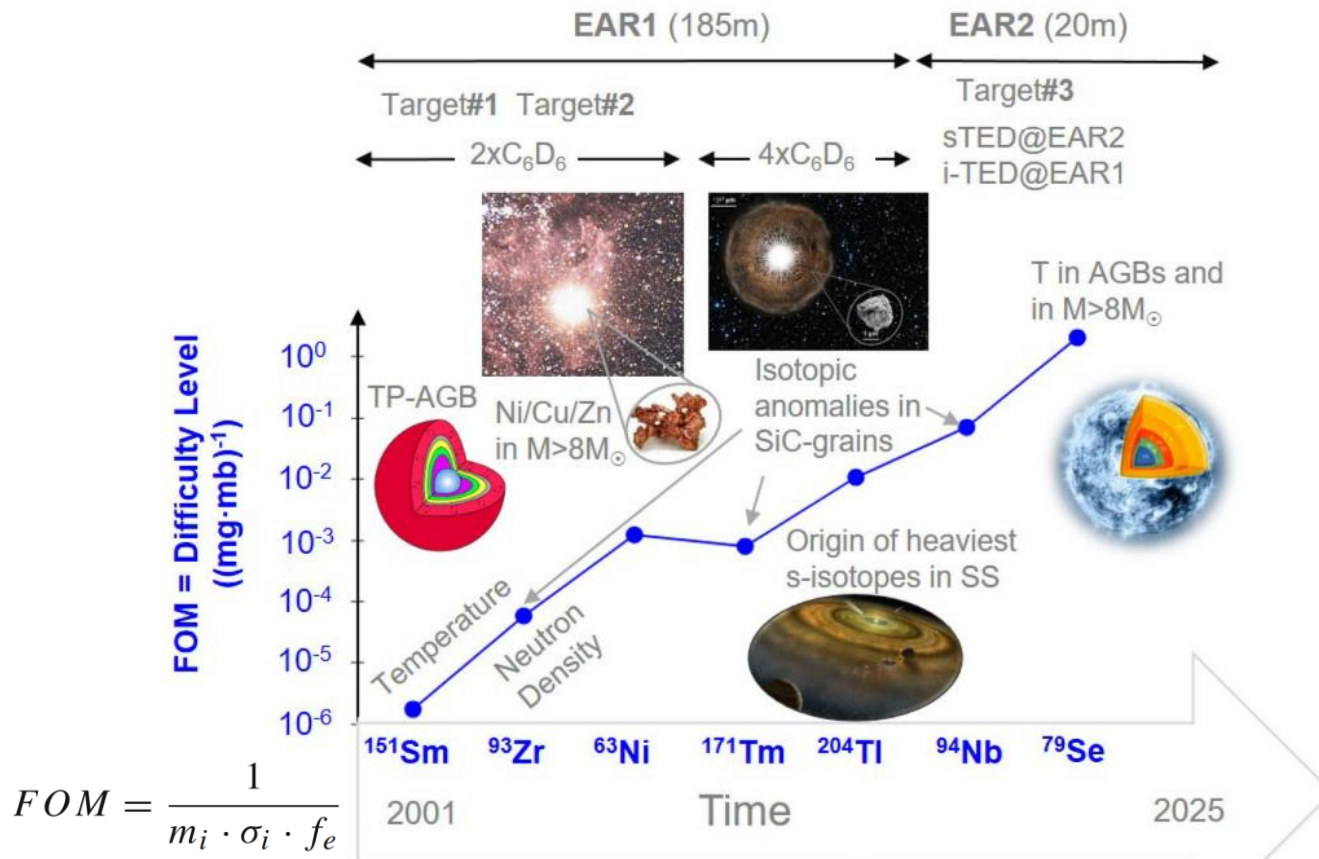 EAR1 (185m)
EAR2 (20m)
Target#1 Target#2
Target#3
2xC₆D₆
4xC₆D₆
sTED@EAR2
i-TED@EAR1
T in AGBs and
in M>8M☉
FOM = Difficulty Level
((mg·mb)⁻¹)
10⁰
10⁻¹
10⁻²
10⁻³
10⁻⁴
10⁻⁵
10⁻⁶
TP-AGB
Ni/Cu/Zn
in M>8M☉
Isotopic
anomalies in
SiC-grains
Origin of heaviest
s-isotopes in SS
Temperature
Neutron
Density
¹⁵¹Sm ⁹³Zr ⁶³Ni ¹⁷¹Tm ²⁰⁴Tl ⁹⁴Nb ⁷⁹Se
FOM = 1 / (mᵢ · σᵢ · fₑ)
2001 Time 2025